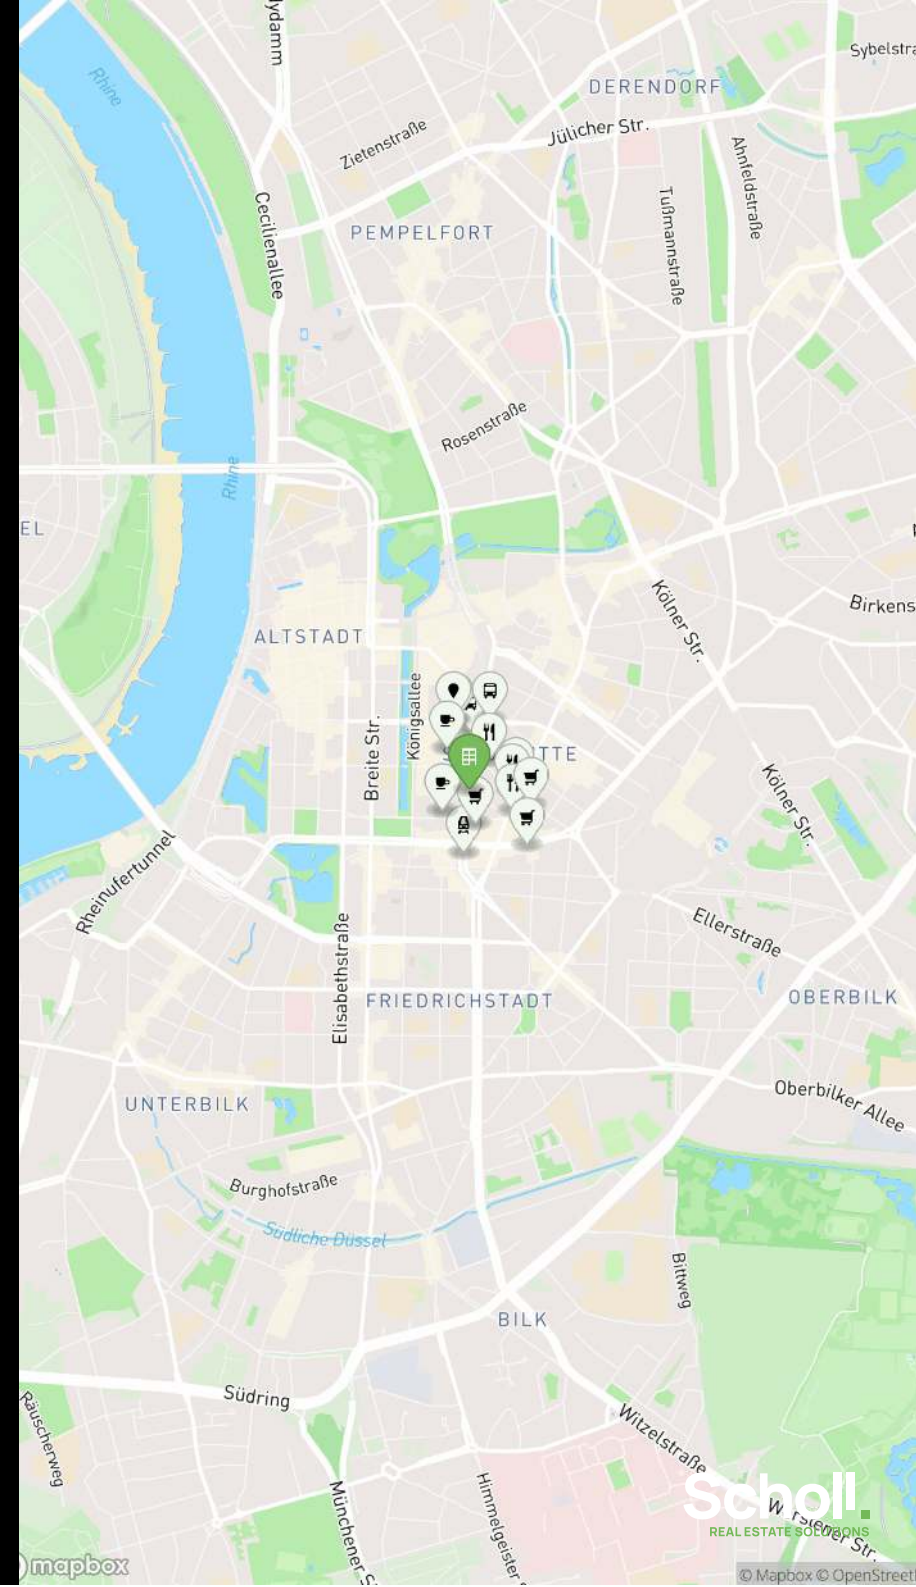 ydamm
Sybelstra
Rhine
DERENDORF
Jülicher Str.
Zietenstraße
Ahnfeldstraße
Cecilienallee
Tußmannstraße
PEMPELFORT
Rosenstraße
Rhine
EL
Kölner Str.
Birkens
ALTSTADT
Königsallee
Breite Str.
TTE
Kölner Str.
Rheinufertunnel
Elisabethstraße
Ellerstraße
FRIEDRICHSTADT
OBERBILK
UNTERBILK
Oberbilker Allee
Burghofstraße
Südliche Düssel
Bittweg
BILK
Südring
Räuscherweg
Witzelstraße
Münchener S
Himmelgeister S
Scholl.
REAL ESTATE SOLUTIONS
Werstener Str.
mapbox
© Mapbox © OpenStreet